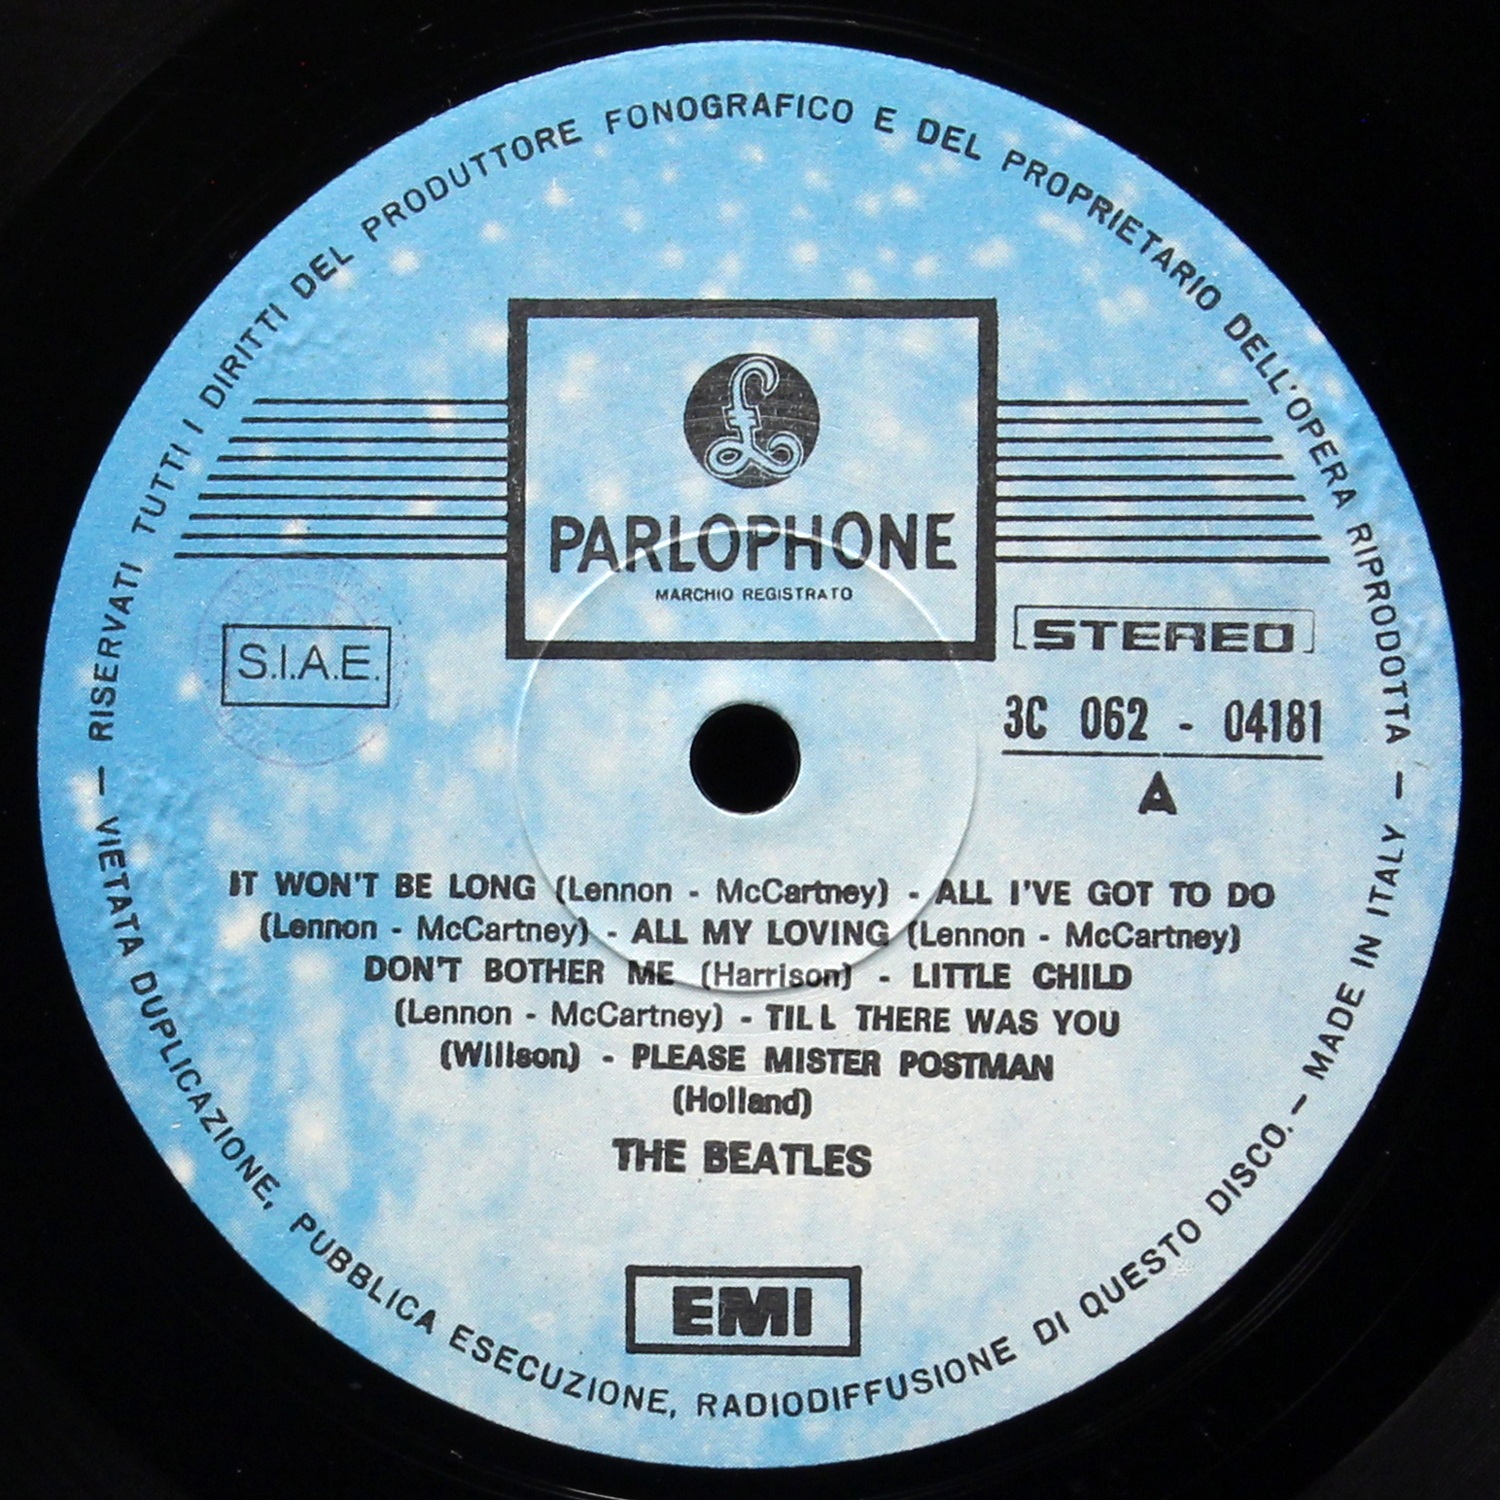 RISERVATI TUTTI I DIRITTI DEL PRODUTTORE FONOGRAFICO E DEL PROPRIETARIO DELL'OPERA RIPRODOTTA –
£
PARLOPHONE
MARCHIO REGISTRATO
S.I.A.E.
STEREO
3C 062 - 04181
A
IT WON'T BE LONG (Lennon - McCartney) - ALL I'VE GOT TO DO
(Lennon - McCartney) - ALL MY LOVING (Lennon - McCartney)
DON'T BOTHER ME (Harrison) - LITTLE CHILD
(Lennon - McCartney) - TILL THERE WAS YOU
(Willson) - PLEASE MISTER POSTMAN
(Holland)
THE BEATLES
EMI
– VIETATA DUPLICAZIONE, PUBBLICA ESECUZIONE, RADIODIFFUSIONE DI QUESTO DISCO. – MADE IN ITALY